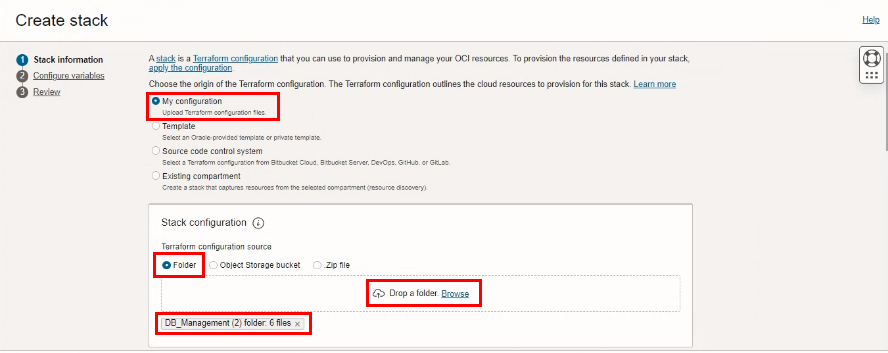 Create stack
Help
1 Stack information
2 Configure variables
3 Review
A stack is a Terraform configuration that you can use to provision and manage your OCI resources. To provision the resources defined in your stack,
apply the configuration.
Choose the origin of the Terraform configuration. The Terraform configuration outlines the cloud resources to provision for this stack. Learn more
My configuration
Upload Terraform configuration files.
Template
Select an Oracle-provided template or private template.
Source code control system
Select a Terraform configuration from Bitbucket Cloud, Bitbucket Server, DevOps, GitHub, or GitLab.
Existing compartment
Create a stack that captures resources from the selected compartment (resource discovery).
Stack configuration i
Terraform configuration source
Folder Object Storage bucket .Zip file
Drop a folder. Browse
DB_Management (2) folder: 6 files ×